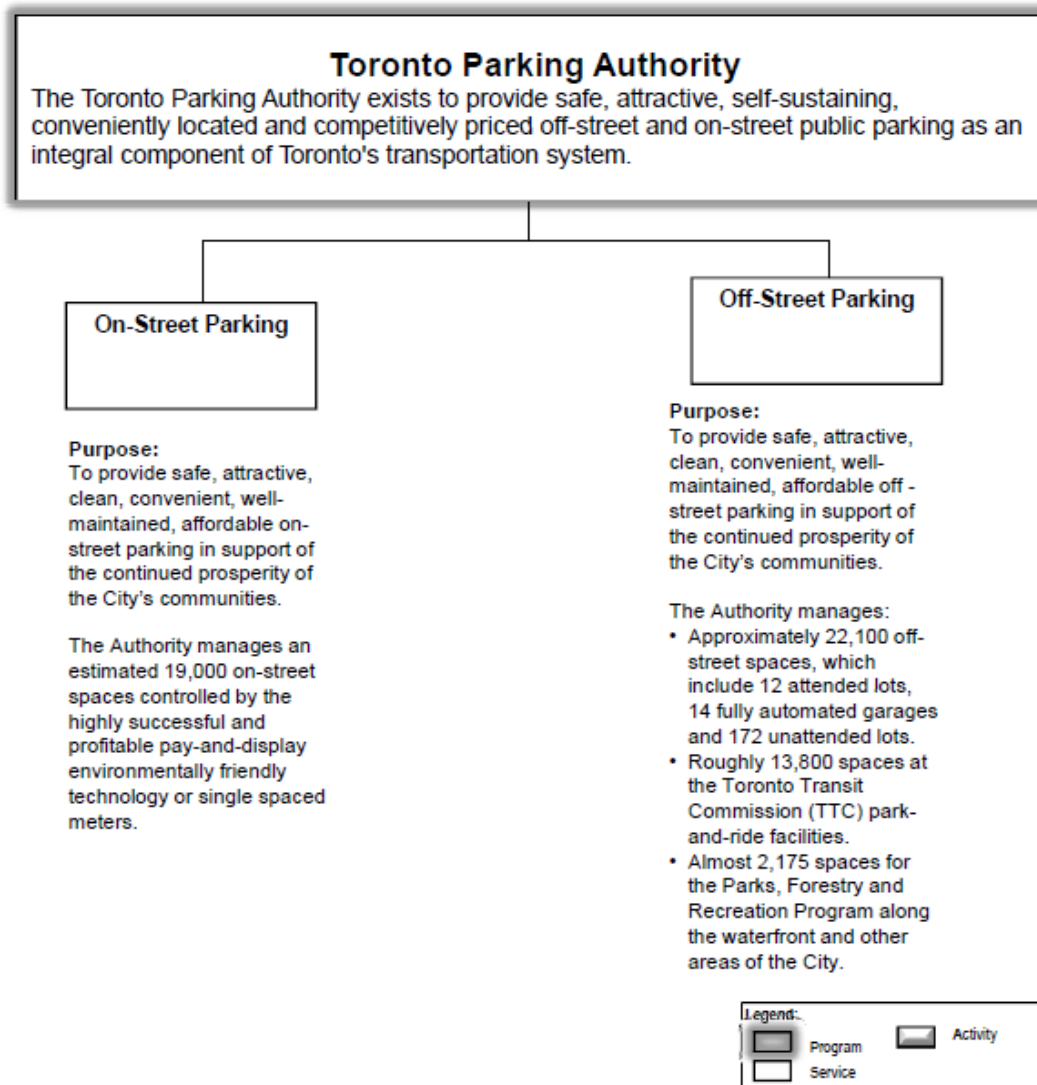 Toronto Parking Authority
The Toronto Parking Authority exists to provide safe, attractive, self-sustaining,
conveniently located and competitively priced off-street and on-street public parking as an
integral component of Toronto's transportation system.
On-Street Parking
Purpose:
To provide safe, attractive,
clean, convenient, well-
maintained, affordable on-
street parking in support of
the continued prosperity of
the City's communities.
The Authority manages an
estimated 19,000 on-street
spaces controlled by the
highly successful and
profitable pay-and-display
environmentally friendly
technology or single spaced
meters.
Off-Street Parking
Purpose:
To provide safe, attractive,
clean, convenient, well-
maintained, affordable off -
street parking in support of
the continued prosperity of
the City's communities.
The Authority manages:
• Approximately 22,100 off-
street spaces, which
include 12 attended lots,
14 fully automated garages
and 172 unattended lots.
• Roughly 13,800 spaces at
the Toronto Transit
Commission (TTC) park-
and-ride facilities.
• Almost 2,175 spaces for
the Parks, Forestry and
Recreation Program along
the waterfront and other
areas of the City.
Legend:
Program
Activity
Service